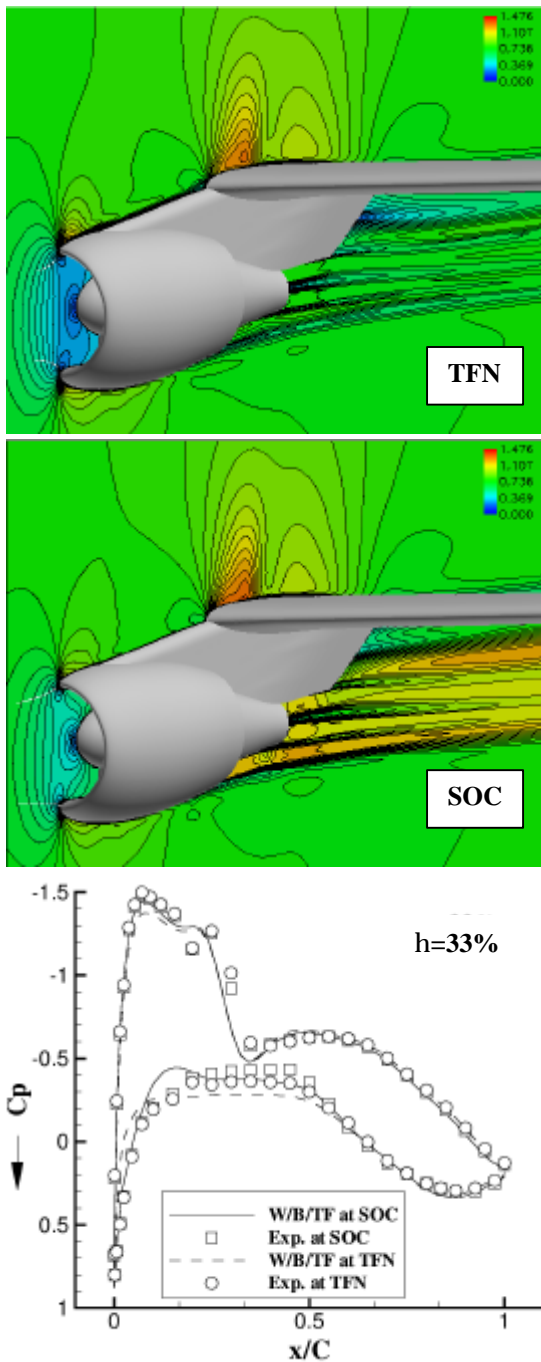 1.476
1.107
0.738
0.369
0.000
TFN
1.476
1.107
0.738
0.369
0.000
SOC
h=33%
-1.5
-1
-0.5
0
0.5
1
Cp
W/B/TF at SOC
Exp. at SOC
W/B/TF at TFN
Exp. at TFN
0
0.5
1
x/C